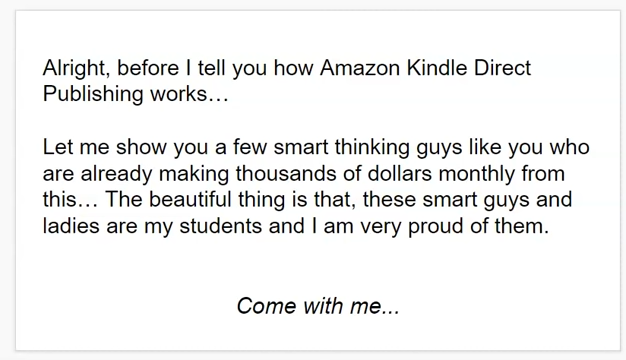 Alright, before I tell you how Amazon Kindle Direct
Publishing works…
Let me show you a few smart thinking guys like you who
are already making thousands of dollars monthly from
this… The beautiful thing is that, these smart guys and
ladies are my students and I am very proud of them.
Come with me...